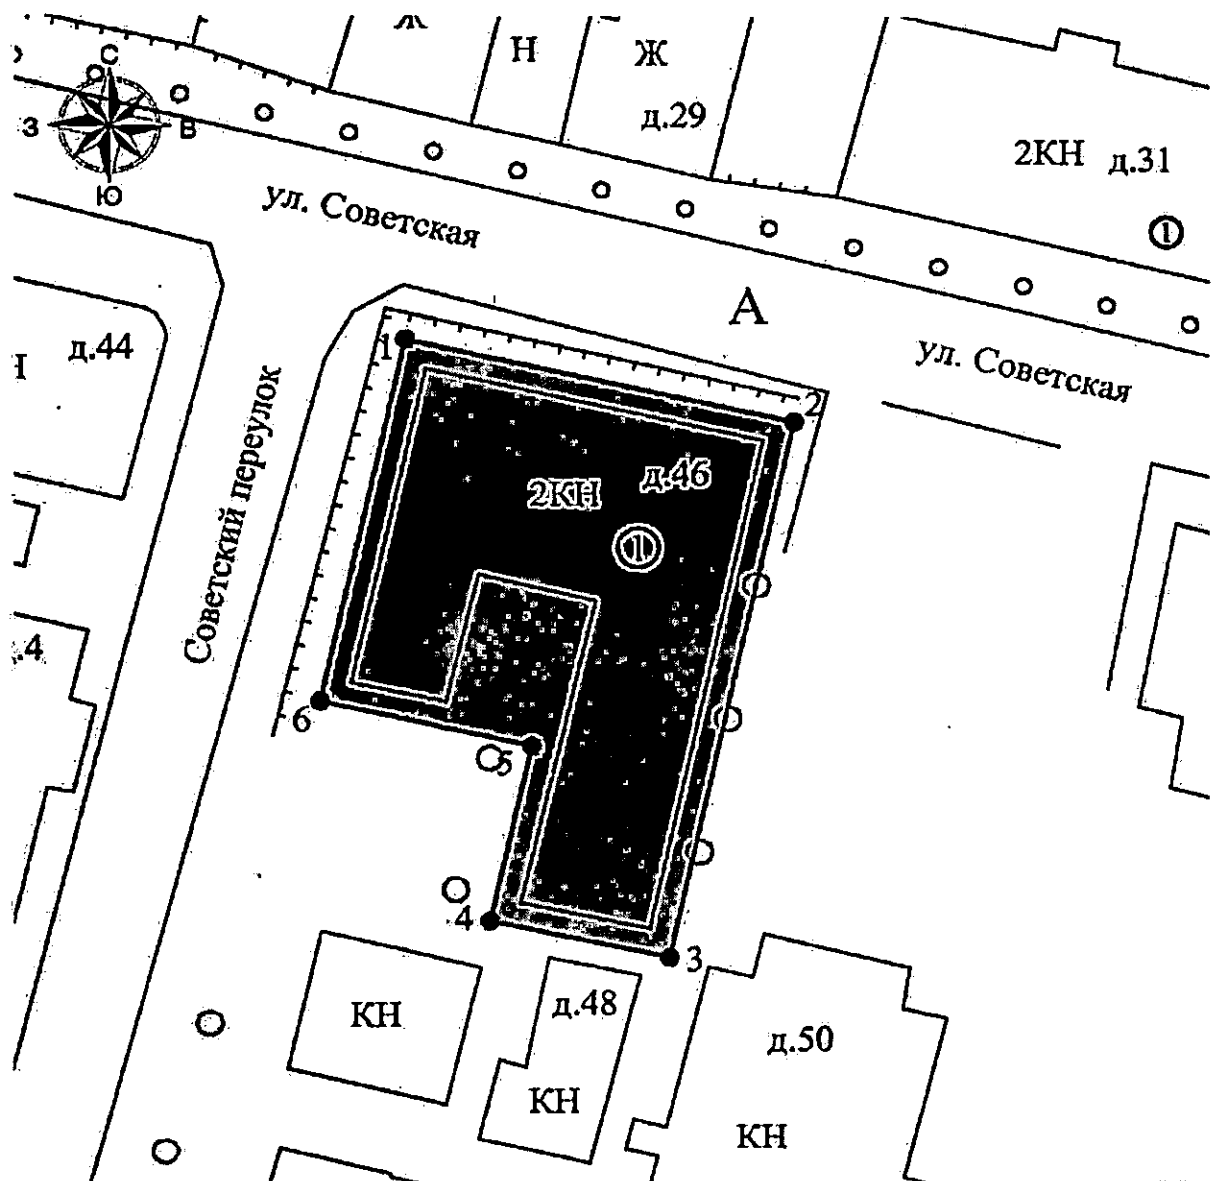 Ж
Н
Ж
С
З
В
Ю
д.29
2КН д.31
1
ул. Советская
А
д.44
1
ул. Советская
2
Советский переулок
2КН
д.46
1
.4
6
5
4
3
КН
д.48
д.50
КН
КН